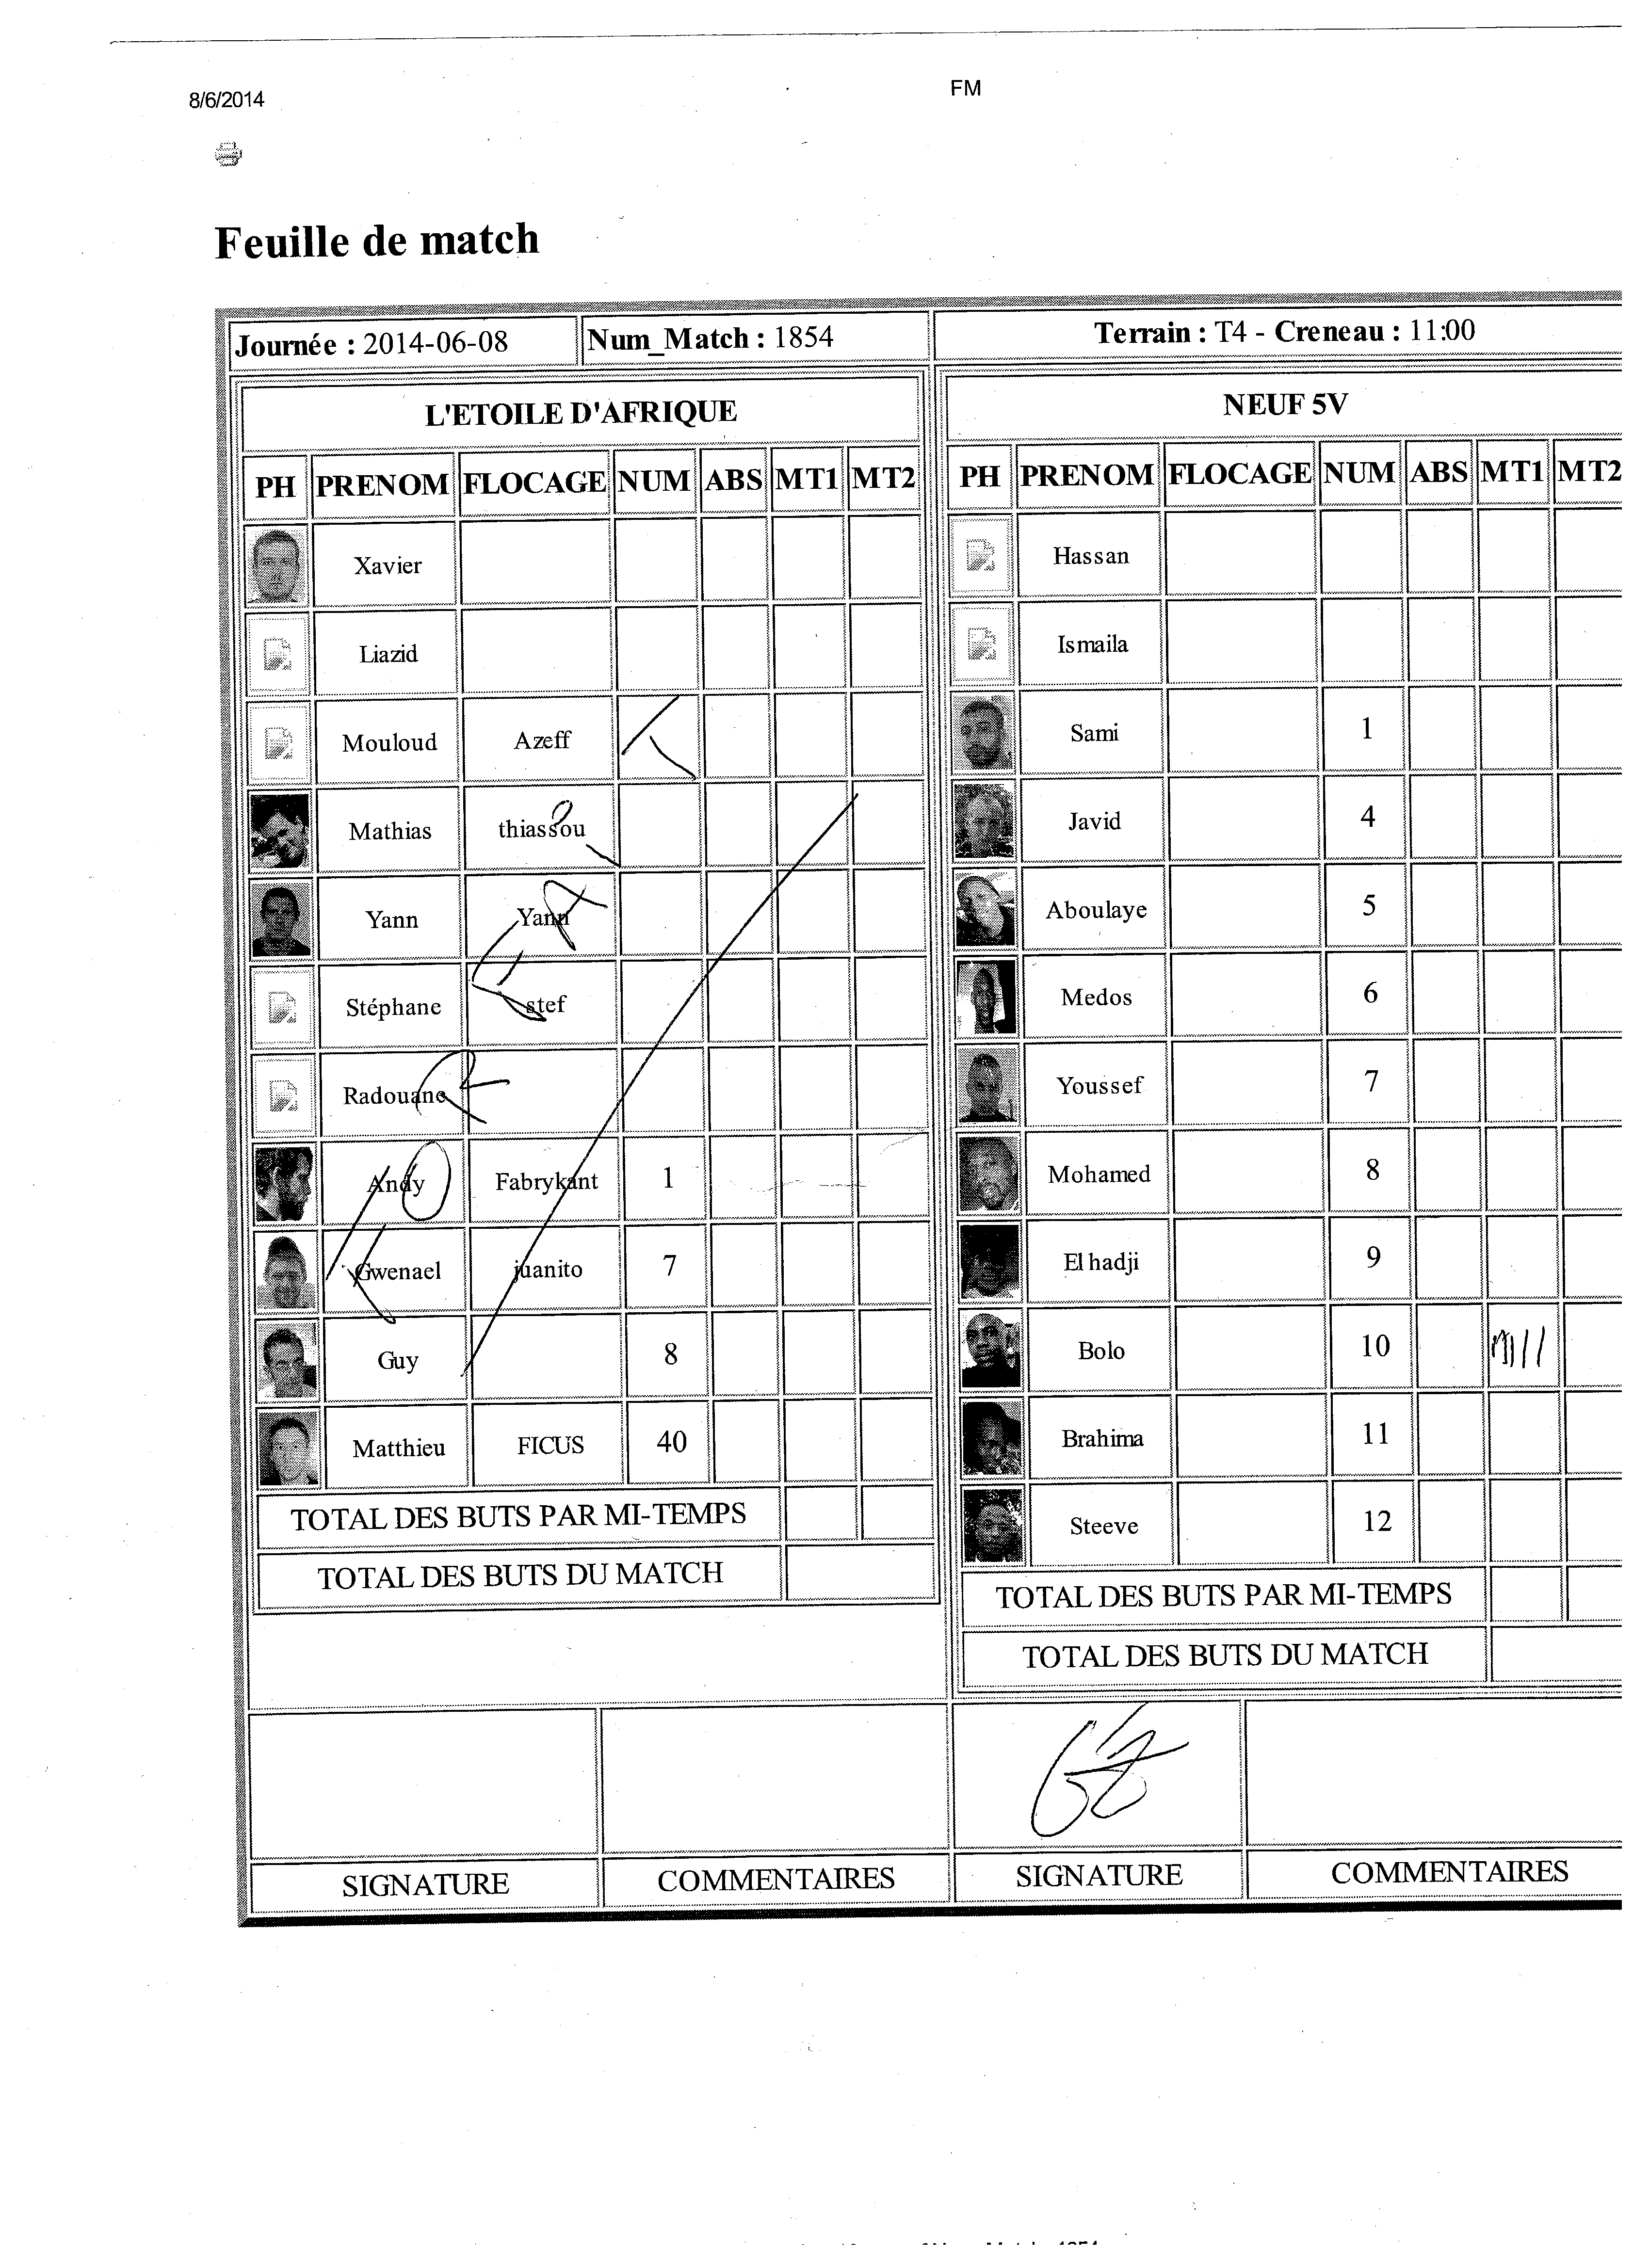 8/6/2014 FM
Feuille de match
Journée : 2014-06-08 Num_Match : 1854 Terrain : T4 - Creneau : 11:00
L'ETOILE D'AFRIQUE NEUF 5V
PH PRENOM FLOCAGE NUM ABS MT1 MT2 PH PRENOM FLOCAGE NUM ABS MT1 MT2
Xavier Hassan
Liazid Ismaila
Mouloud Azeff Sami 1
Mathias thiassou Javid 4
Yann Yann Aboulaye 5
Stéphane stef Medos 6
Radouane Youssef 7
Andy Fabrykant 1 Mohamed 8
Gwenael juanito 7 El hadji 9
Guy 8 Bolo 10
Matthieu FICUS 40 Brahima 11
TOTAL DES BUTS PAR MI-TEMPS Steeve 12
TOTAL DES BUTS DU MATCH TOTAL DES BUTS PAR MI-TEMPS
TOTAL DES BUTS DU MATCH
SIGNATURE COMMENTAIRES SIGNATURE COMMENTAIRES